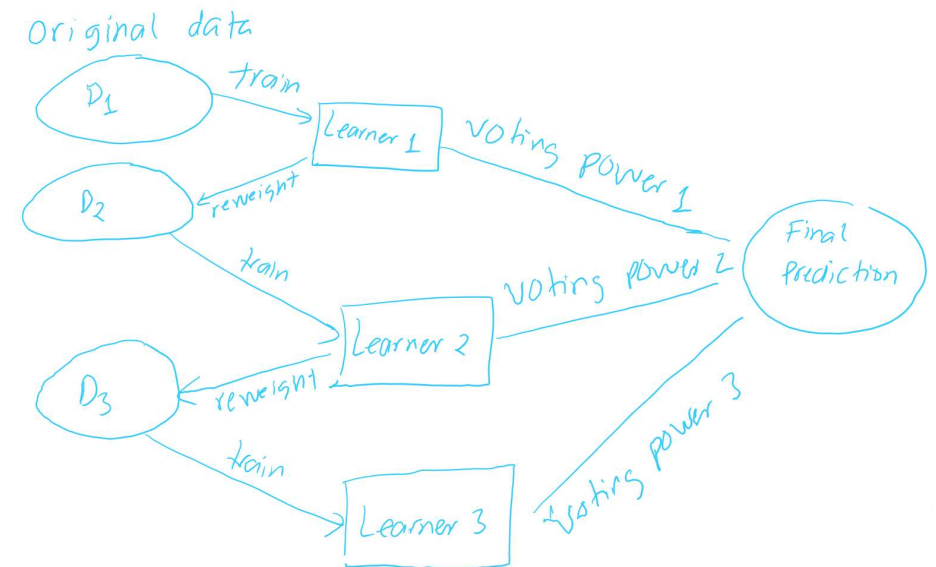 Original data
D1
train
Learner 1
voting power 1
reweight
D2
train
Learner 2
voting power 2
Final
Prediction
reweight
D3
train
Learner 3
voting power 3